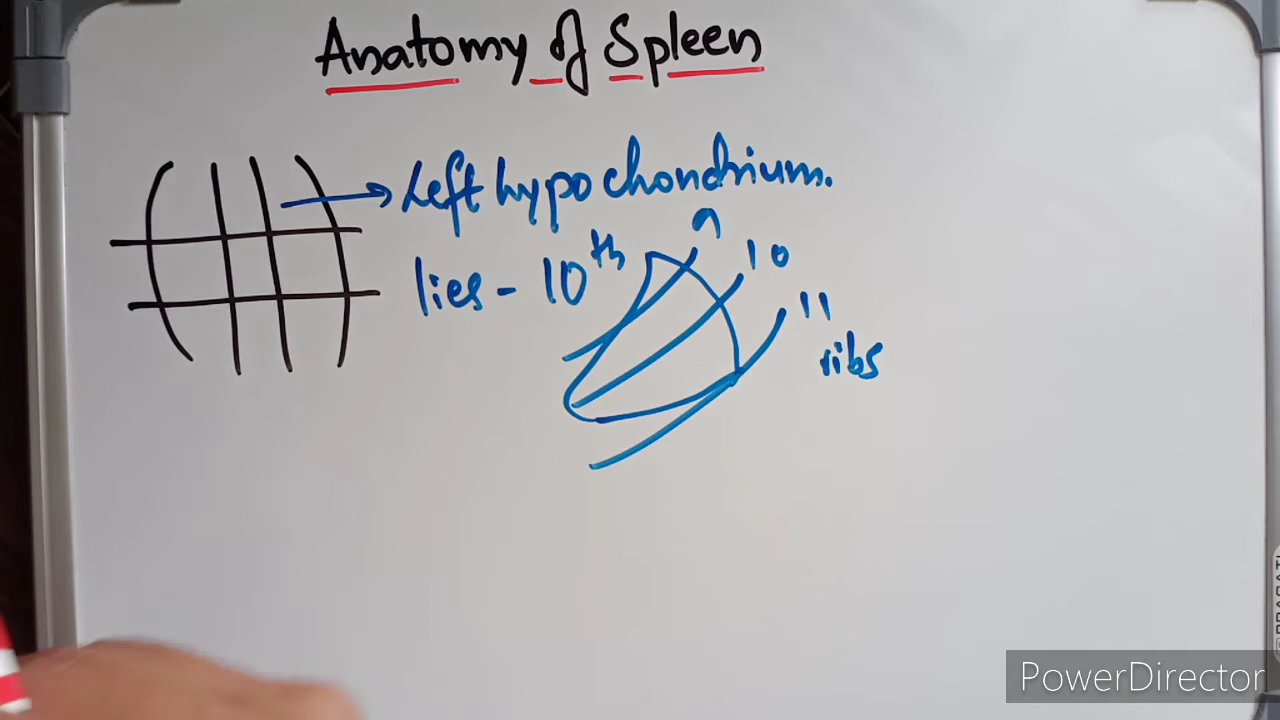 Anatomy of Spleen
Left hypochondrium.
lies - 10th
9
10
11
ribs
PowerDirector